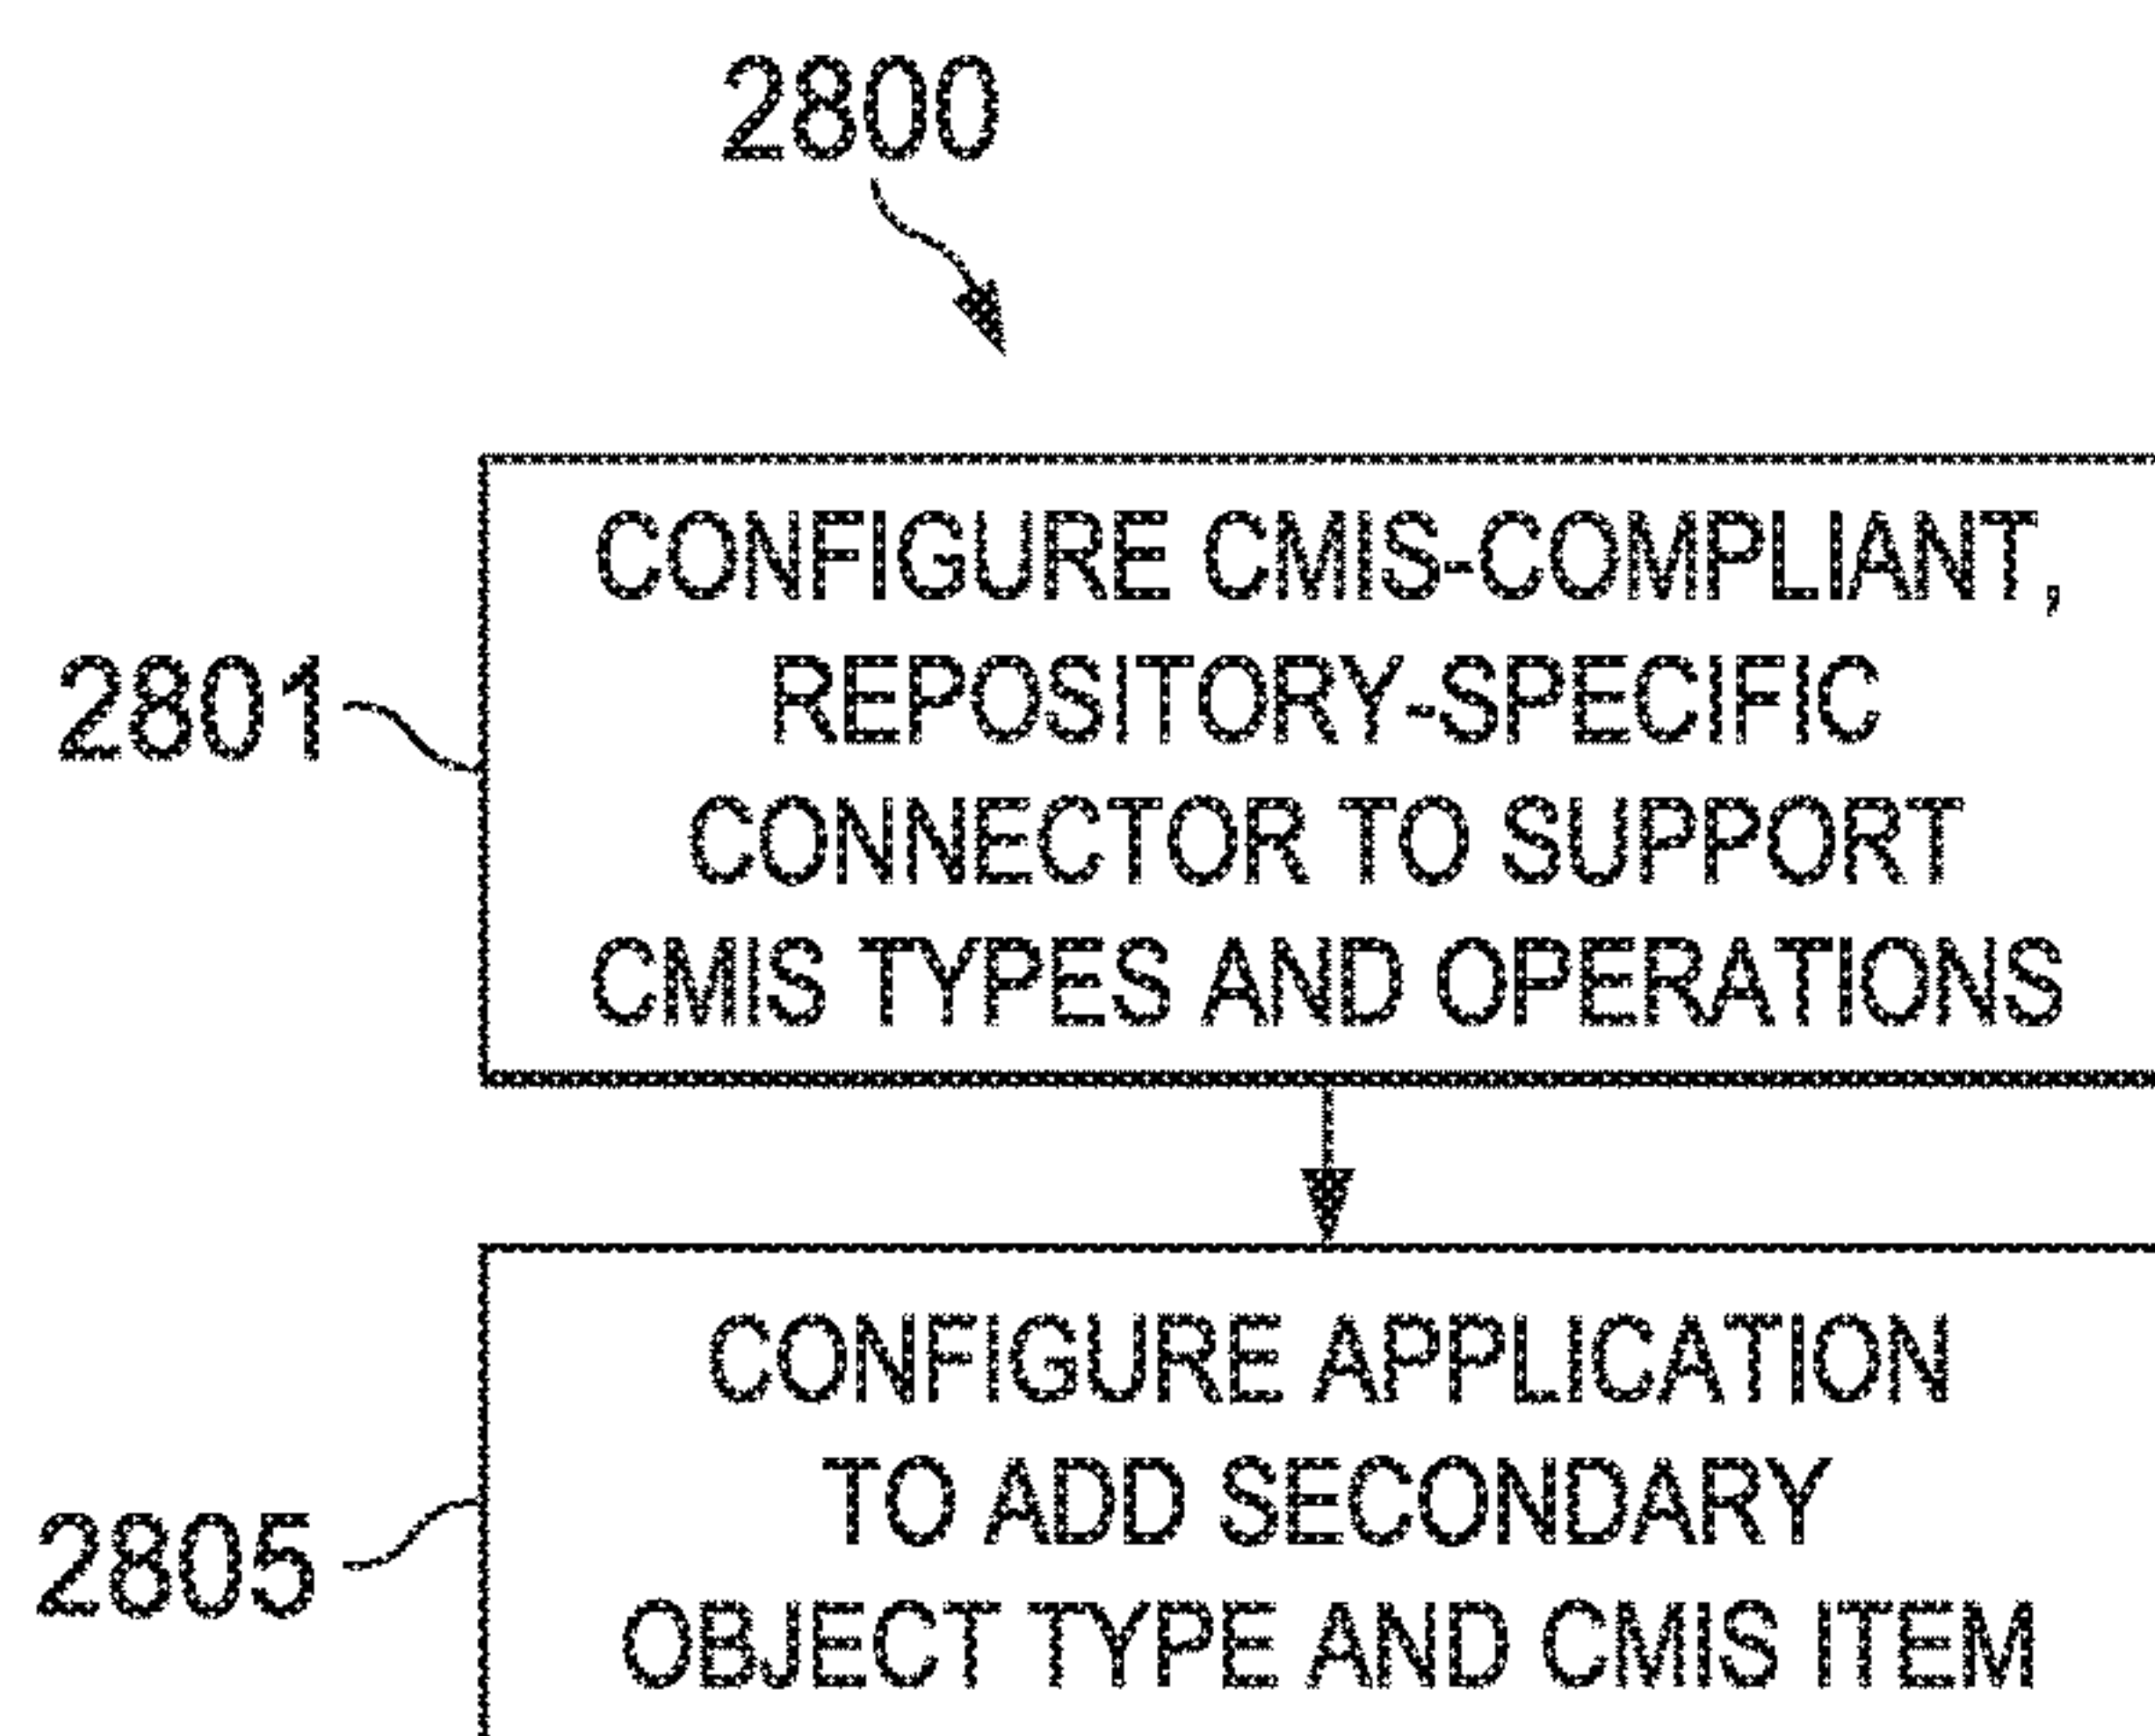 2800
CONFIGURE CMIS-COMPLIANT,
REPOSITORY-SPECIFIC
2801
CONNECTOR TO SUPPORT
CMIS TYPES AND OPERATIONS
CONFIGURE APPLICATION
TO ADD SECONDARY
2805
OBJECT TYPE AND CMIS ITEM